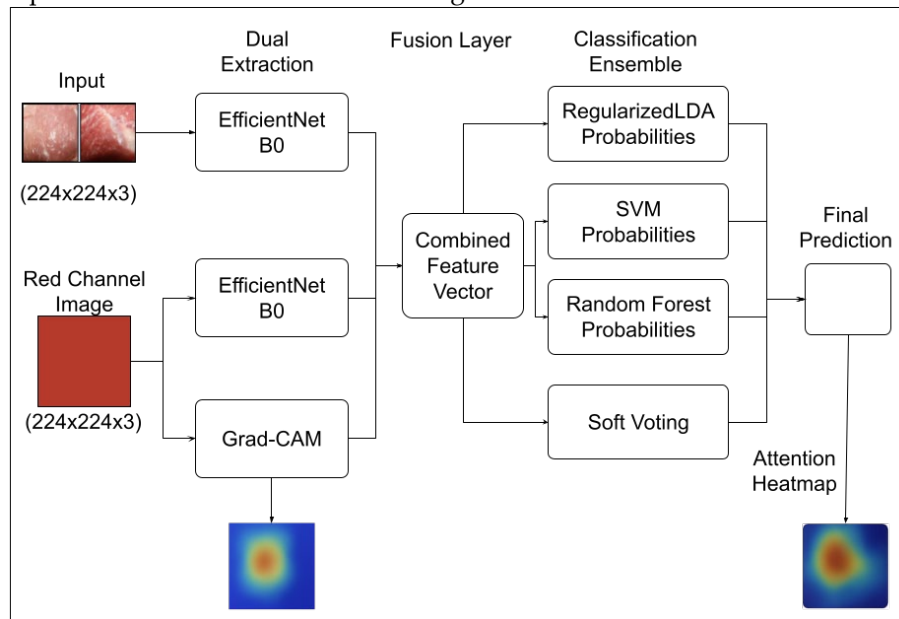 Dual
Extraction
Fusion Layer
Classification
Ensemble
Input
(224x224x3)
EfficientNet
B0
RegularizedLDA
Probabilities
SVM
Probabilities
Final
Prediction
Combined
Feature
Vector
Red Channel
Image
(224x224x3)
EfficientNet
B0
Random Forest
Probabilities
Grad-CAM
Soft Voting
Attention
Heatmap